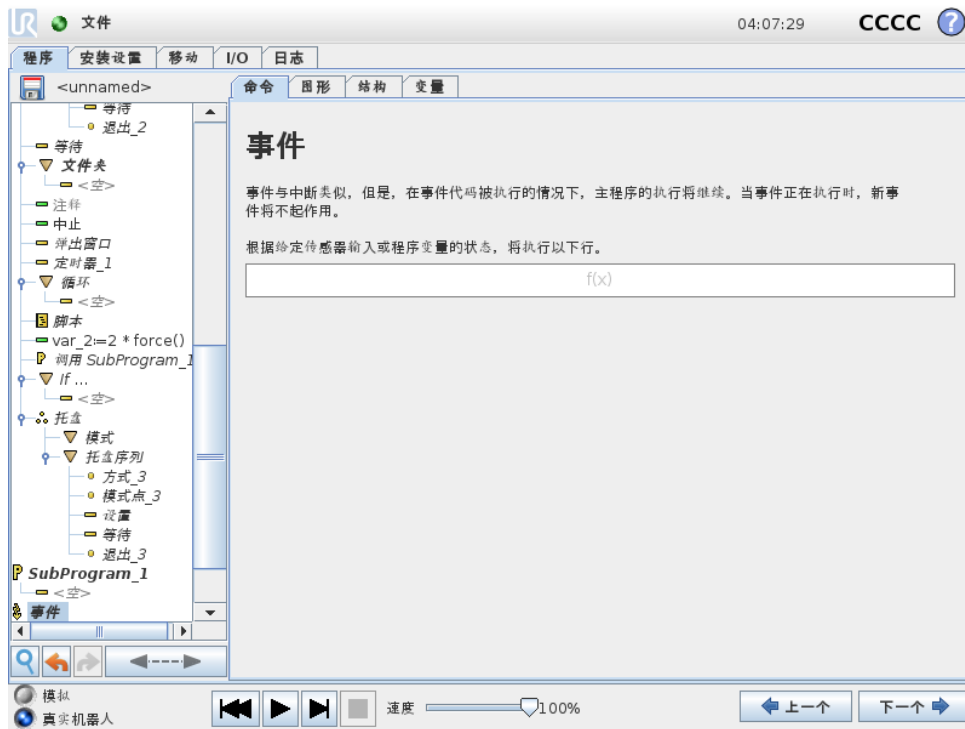 UR 文件 04:07:29 CCCC ?
程序 安装设置 移动 I/O 日志
<unnamed>
命令 图形 结构 变量
等待
退出_2
等待
文件夹
<空>
注释
中止
弹出窗口
定时器_1
循环
<空>
脚本
var_2:=2 * force()
调用 SubProgram_1
If ...
<空>
托盘
模式
托盘序列
方式_3
模式点_3
设置
等待
退出_3
SubProgram_1
<空>
事件
事件
事件与中断类似，但是，在事件代码被执行的情况下，主程序的执行将继续。当事件正在执行时，新事
件将不起作用。
根据给定传感器输入或程序变量的状态，将执行以下行。
f(x)
模拟
真实机器人
速度 100%
上一个 下一个